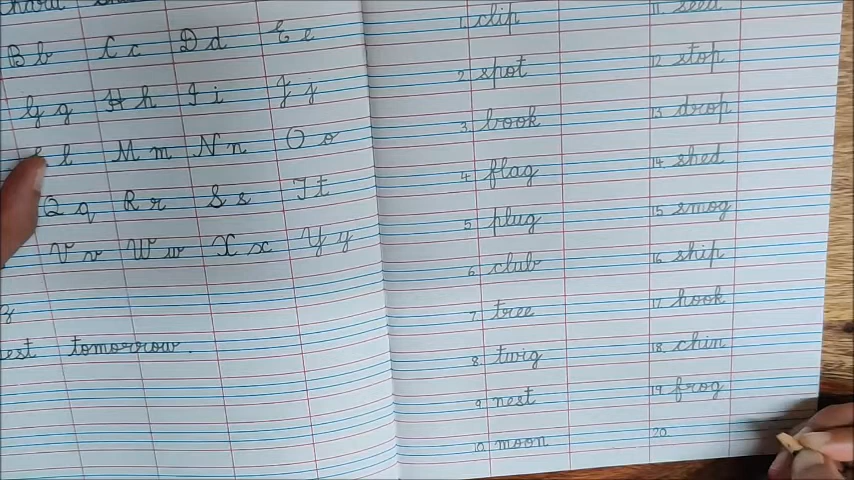 Bb Cc Dd Ee
Gg Hh Ii Jj
l Mm Nn Oo
Qq Rr Ss Tt
Vv Ww Xx Yy
z
est tomorrow.
1. clip
2 spot
3. book
4 flag
5 plug
6 club
7 tree
8 twig
9 nest
10 moon
11. seed
12 stop
13 drop
14 shed
15 smog
16 ship
17 hook
18. chin
19 frog
20